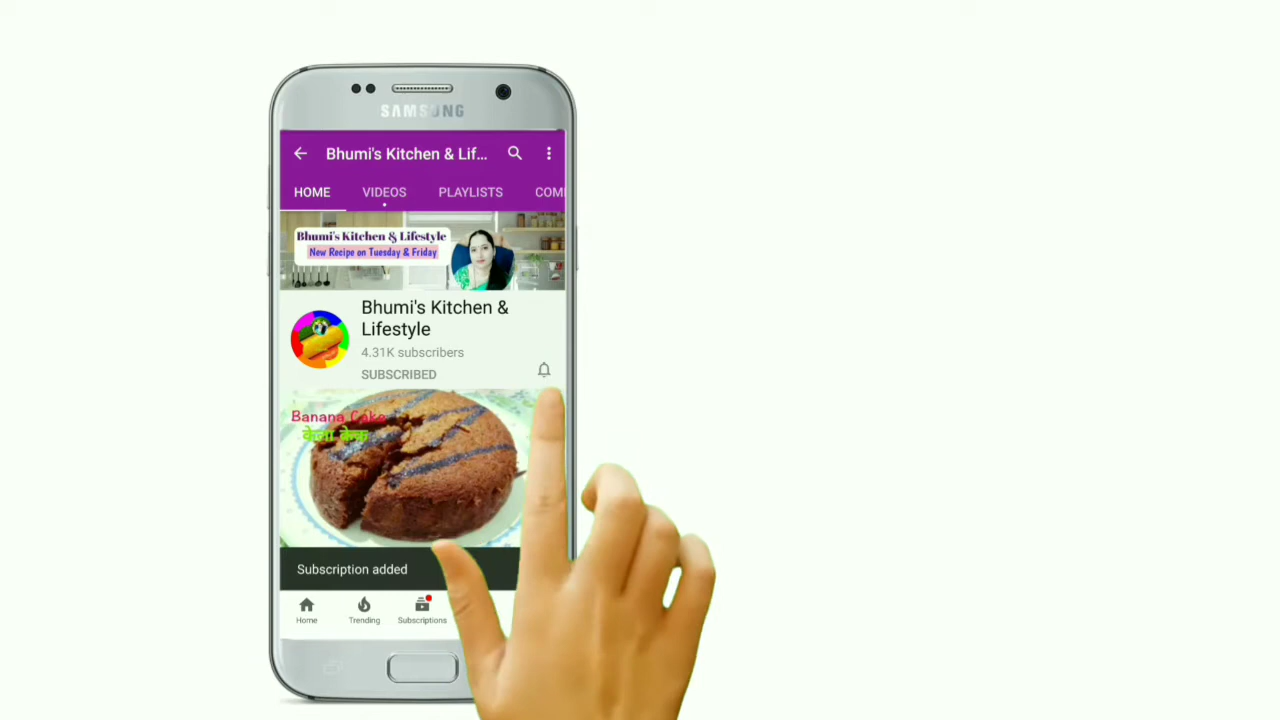 SAMSUNG
Bhumi's Kitchen & Lif...
HOME VIDEOS PLAYLISTS COM
Bhumi's Kitchen & Lifestyle
New Recipe on Tuesday & Friday
Bhumi's Kitchen &
Lifestyle
4.31K subscribers
SUBSCRIBED
Banana Cake
केला केक
Subscription added
Home Trending Subscriptions